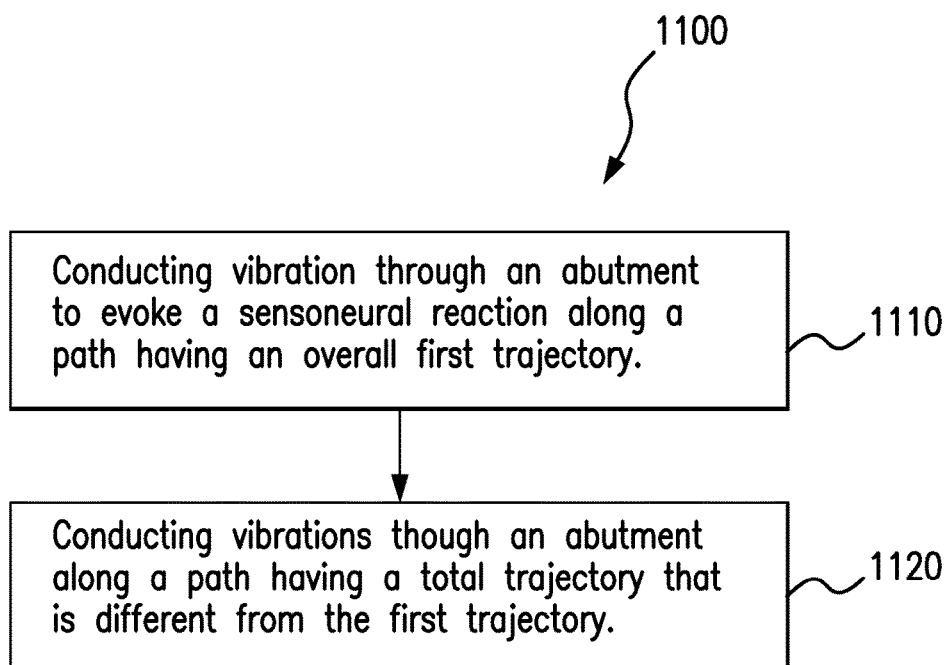 1100
Conducting vibration through an abutment
to evoke a sensoneural reaction along a
path having an overall first trajectory.
1110
Conducting vibrations though an abutment
along a path having a total trajectory that
is different from the first trajectory.
1120